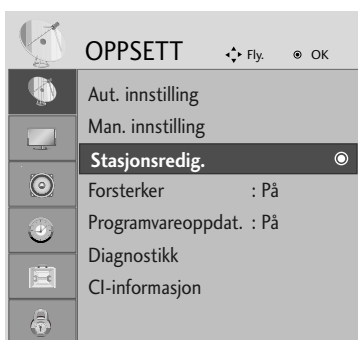 OPPSETT Fly. OK
Aut. innstilling
Man. innstilling
Stasjonsredig.
Forsterker : På
Programvareoppdat. : På
Diagnostikk
CI-informasjon